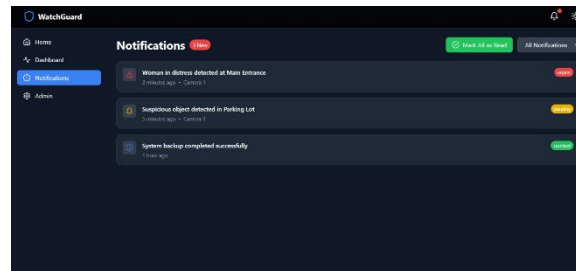 WatchGuard
Home
Dashboard
Notifications
Admin
Notifications 3 New
Mark All as Read
All Notifications
Woman in distress detected at Main Entrance
2 minutes ago • Camera 1
urgent
Suspicious object detected in Parking Lot
5 minutes ago • Camera 1
pending
System backup completed successfully
1 hour ago
resolved